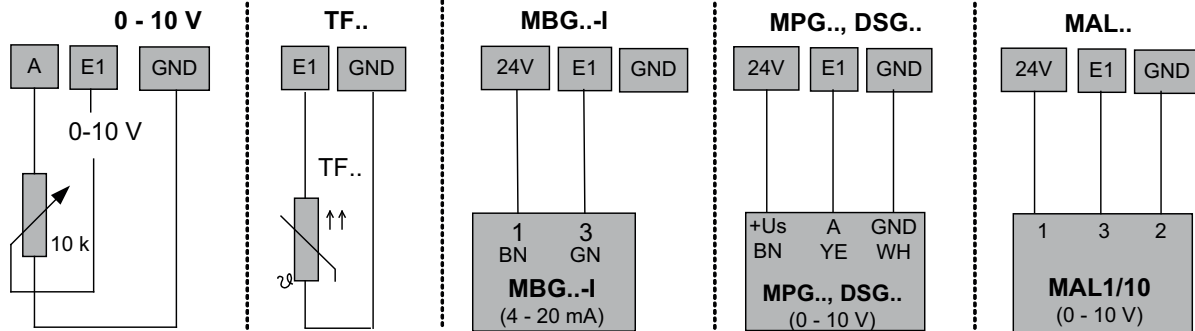 0 - 10 V
A E1 GND
0-10 V
10 k
TF..
E1 GND
TF..
↑↑
ϑ
MBG..-I
24V E1 GND
1 3
BN GN
MBG..-I
(4 - 20 mA)
MPG.., DSG..
24V E1 GND
+Us A GND
BN YE WH
MPG.., DSG..
(0 - 10 V)
MAL..
24V E1 GND
1 3 2
MAL1/10
(0 - 10 V)